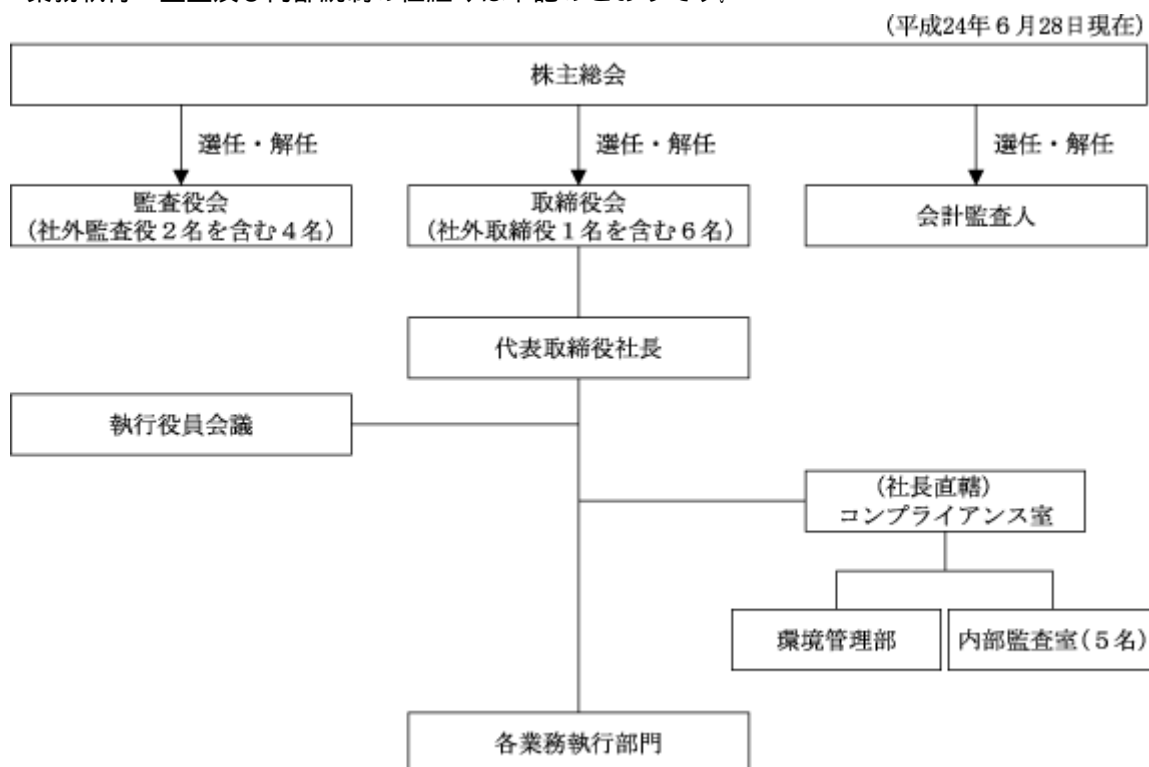 (平成24年6月28日現在)
株主総会
選任・解任
選任・解任
選任・解任
監査役会
(社外監査役2名を含む4名)
取締役会
(社外取締役1名を含む6名)
会計監査人
代表取締役社長
執行役員会議
(社長直轄)
コンプライアンス室
環境管理部
内部監査室(5名)
各業務執行部門